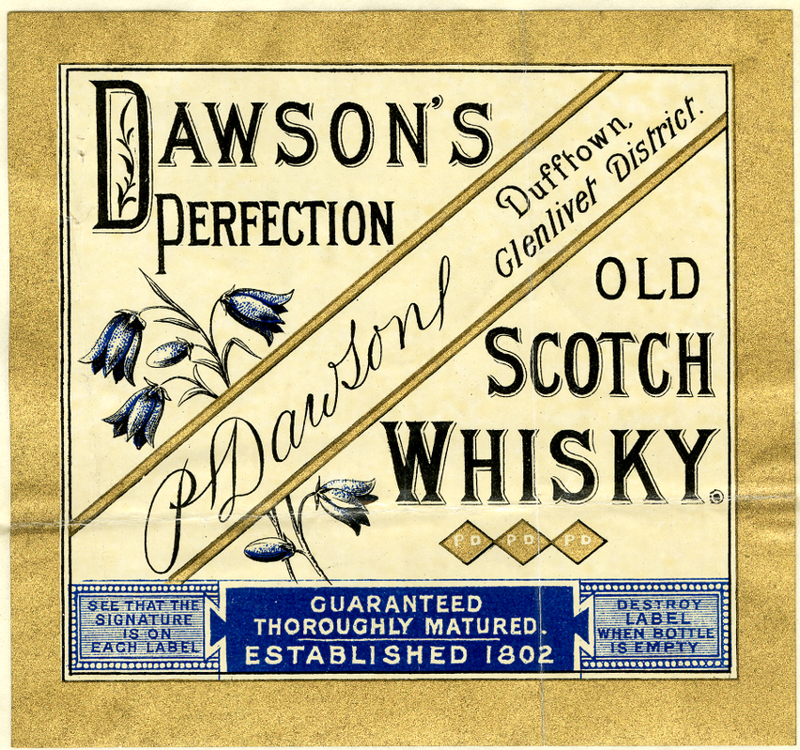 DAWSON'S
PERFECTION
Dufftown,
Glenlivet District.
P Dawson
OLD
SCOTCH
WHISKY.
PD PD PD
SEE THAT THE
SIGNATURE
IS ON
EACH LABEL
GUARANTEED
THOROUGHLY MATURED.
ESTABLISHED 1802
DESTROY
LABEL
WHEN BOTTLE
IS EMPTY